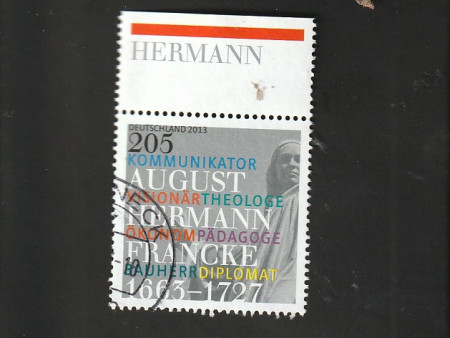 HERMANN
DEUTSCHLAND 2013
205
KOMMUNIKATOR
AUGUST
VISIONÄR THEOLOGE
HERMANN
ÖKONOM PÄDAGOGE
FRANCKE
BAUHERR DIPLOMAT
1663–1727